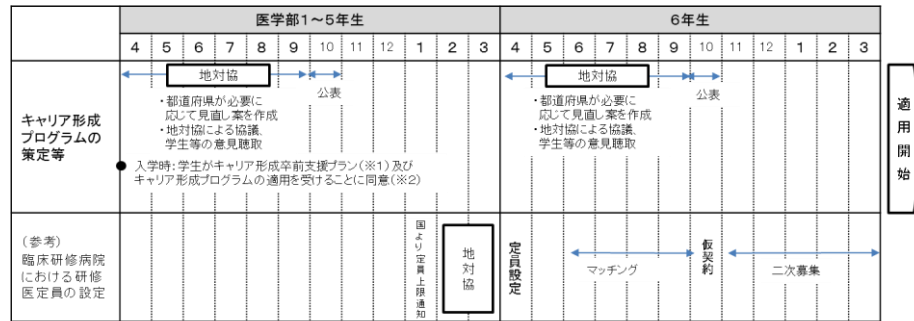 医学部1～5年生
6年生
4 5 6 7 8 9 10 11 12 1 2 3
4 5 6 7 8 9 10 11 12 1 2 3
キャリア形成
プログラムの
策定等
地対協
公表
・都道府県が必要に
応じて見直し案を作成
・地対協による協議、
学生等の意見聴取
● 入学時:学生がキャリア形成卒前支援プラン(※1)及び
キャリア形成プログラムの適用を受けることに同意(※2)
地対協
公表
・都道府県が必要に
応じて見直し案を作成
・地対協による協議、
学生等の意見聴取
適用開始
(参考)
臨床研修病院
における研修
医定員の設定
国より定員上限通知
地対協
定員設定
マッチング
仮契約
二次募集